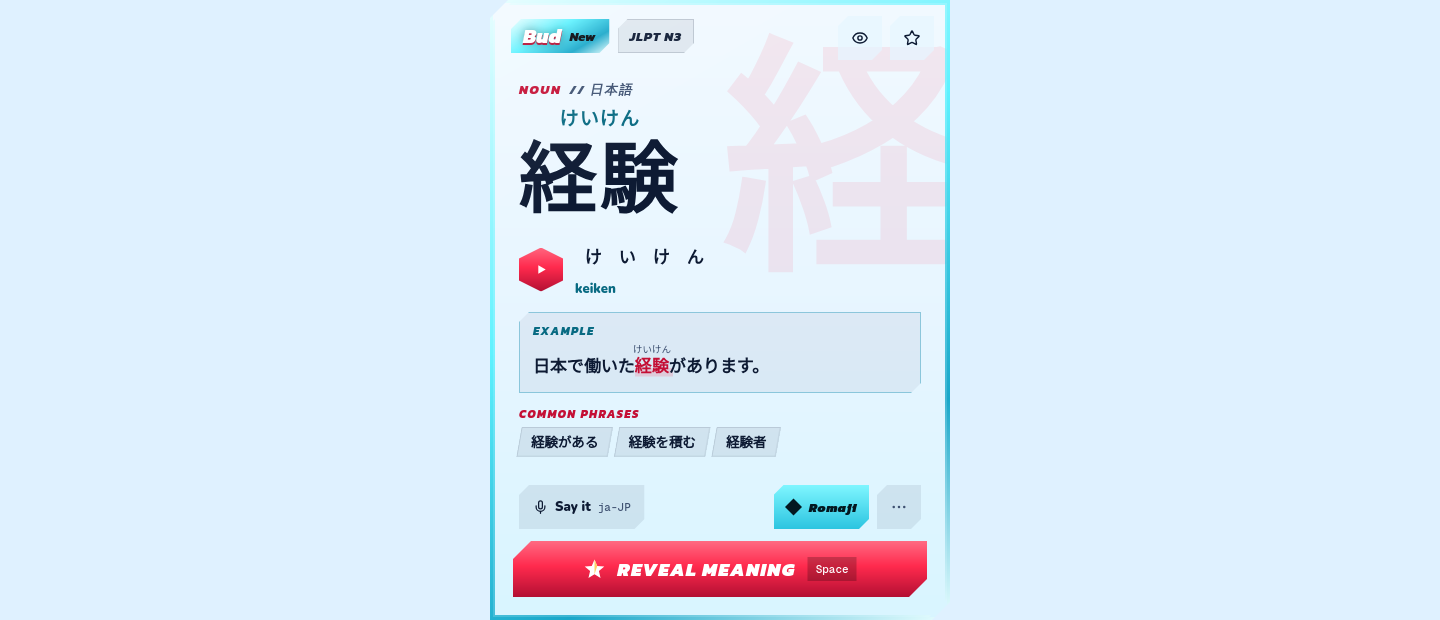 Bud New JLPT N3
NOUN // 日本語
けいけん
経験
経
けいけん
keiken
EXAMPLE
けいけん
日本で働いた経験があります。
COMMON PHRASES
経験がある 経験を積む 経験者
Say it ja-JP Romaji ...
REVEAL MEANING Space